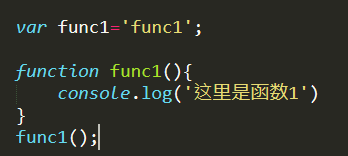 var func1='func1';
function func1(){
    console.log('这里是函数1')
}
func1();